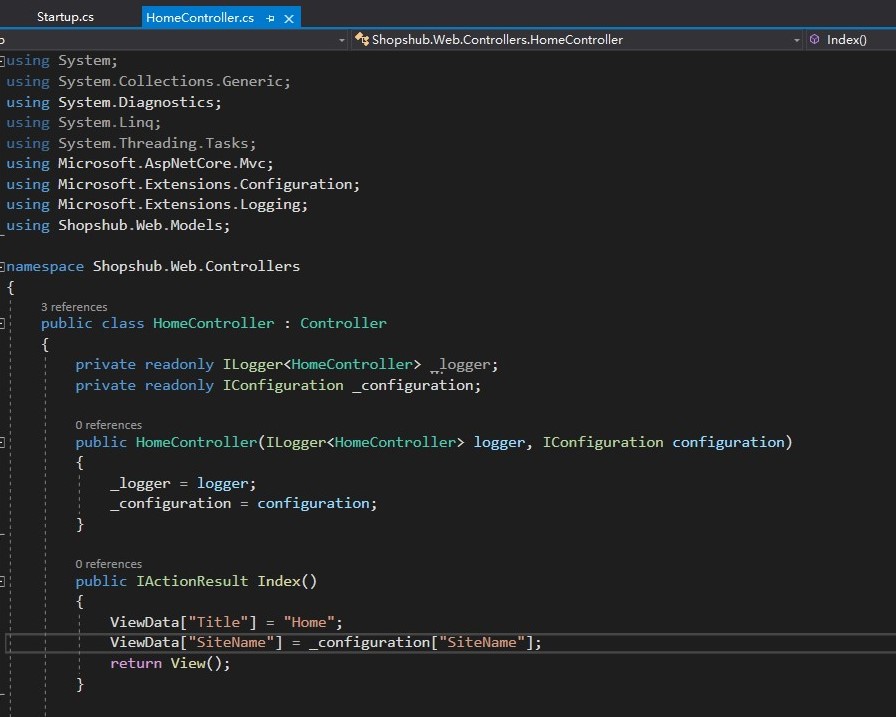 Startup.cs HomeController.cs
Shopshub.Web.Controllers.HomeController Index()
using System;
using System.Collections.Generic;
using System.Diagnostics;
using System.Linq;
using System.Threading.Tasks;
using Microsoft.AspNetCore.Mvc;
using Microsoft.Extensions.Configuration;
using Microsoft.Extensions.Logging;
using Shopshub.Web.Models;
namespace Shopshub.Web.Controllers
{
3 references
public class HomeController : Controller
{
private readonly ILogger<HomeController> _logger;
private readonly IConfiguration _configuration;
0 references
public HomeController(ILogger<HomeController> logger, IConfiguration configuration)
{
_logger = logger;
_configuration = configuration;
}
0 references
public IActionResult Index()
{
ViewData["Title"] = "Home";
ViewData["SiteName"] = _configuration["SiteName"];
return View();
}